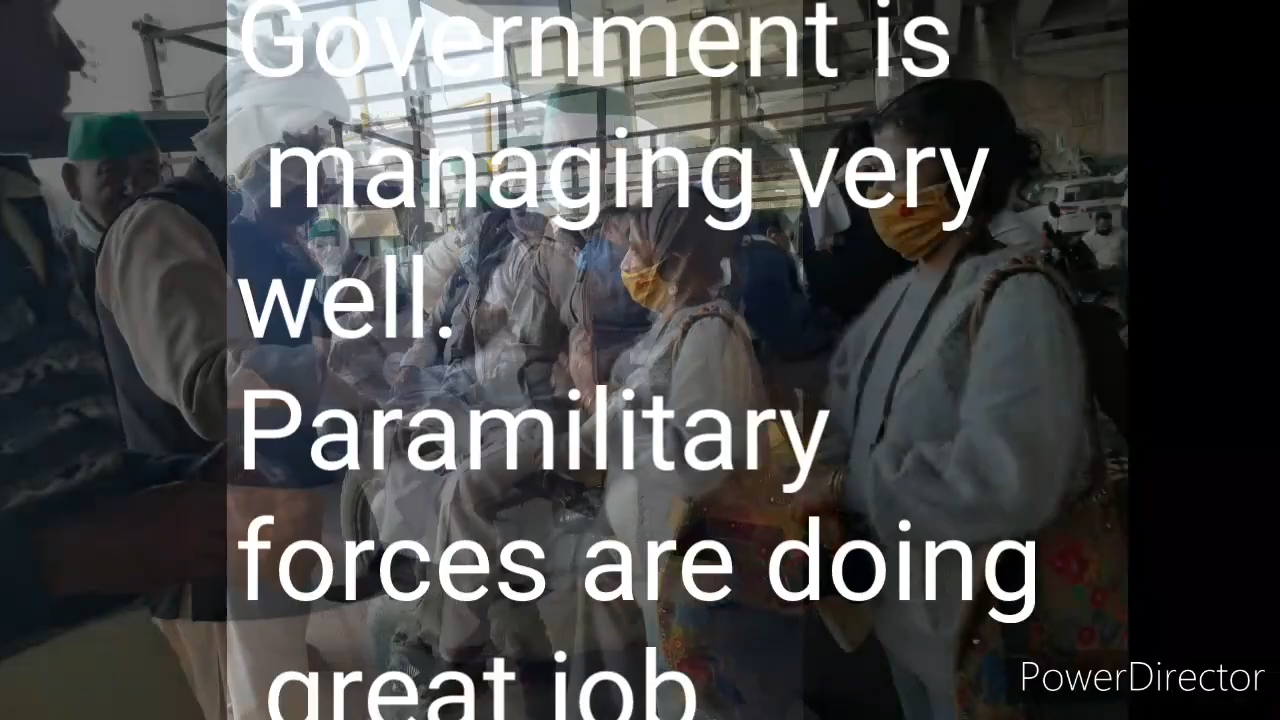 Government is
managing very
well.
Paramilitary
forces are doing
great job
PowerDirector